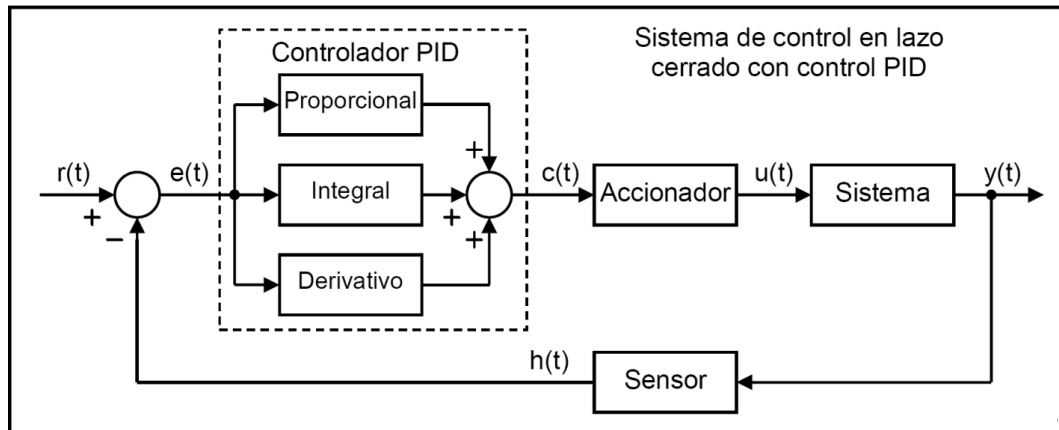 Sistema de control en lazo
cerrado con control PID
Controlador PID
Proporcional
Integral
Derivativo
r(t)
+
−
e(t)
+
+
+
c(t)
Accionador
u(t)
Sistema
y(t)
h(t)
Sensor